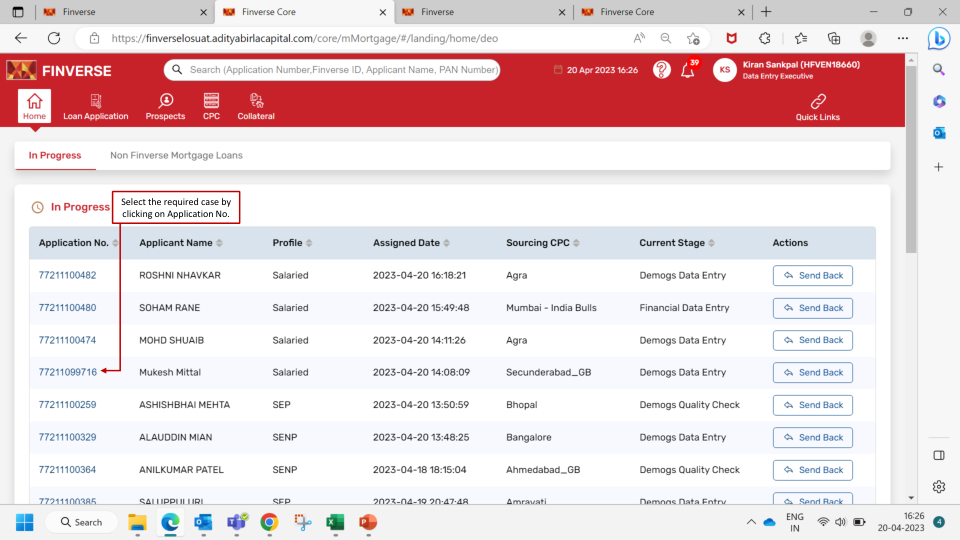 Finverse
Finverse Core
Finverse
Finverse Core
https://finverselosuat.adityabirlacapital.com/core/mMortgage/#/landing/home/deo
FINVERSE
Search (Application Number,Finverse ID, Applicant Name, PAN Number)
20 Apr 2023 16:26
39
KS
Kiran Sankpal (HFVEN18660)
Data Entry Executive
Home
Loan Application
Prospects
CPC
Collateral
Quick Links
In Progress
Non Finverse Mortgage Loans
In Progress
Select the required case by
clicking on Application No.
Application No. Applicant Name Profile Assigned Date Sourcing CPC Current Stage Actions
77211100482 ROSHNI NHAVKAR Salaried 2023-04-20 16:18:21 Agra Demogs Data Entry Send Back
77211100480 SOHAM RANE Salaried 2023-04-20 15:49:48 Mumbai - India Bulls Financial Data Entry Send Back
77211100474 MOHD SHUAIB Salaried 2023-04-20 14:11:26 Agra Demogs Data Entry Send Back
77211099716 Mukesh Mittal Salaried 2023-04-20 14:08:09 Secunderabad_GB Demogs Data Entry Send Back
77211100259 ASHISHBHAI MEHTA SEP 2023-04-20 13:50:59 Bhopal Demogs Quality Check Send Back
77211100329 ALAUDDIN MIAN SENP 2023-04-20 13:48:25 Bangalore Demogs Data Entry Send Back
77211100364 ANILKUMAR PATEL SENP 2023-04-18 18:15:04 Ahmedabad_GB Demogs Quality Check Send Back
77211100385 SALUPPULURI SEP 2023-04-19 20:47:48 Amravati Demogs Data Entry Send Back
Search
ENG
IN
16:26
20-04-2023
4